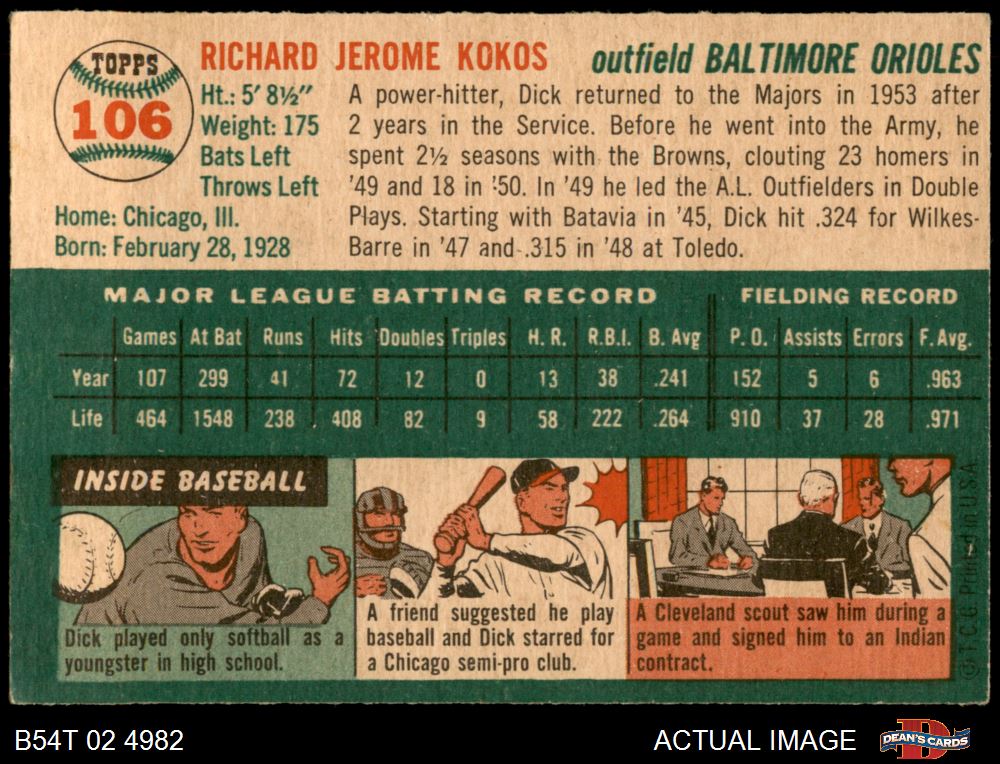 TOPPS
106
RICHARD JEROME KOKOS outfield BALTIMORE ORIOLES
Ht.: 5' 8½"
Weight: 175
Bats Left
Throws Left
Home: Chicago, Ill.
Born: February 28, 1928
A power-hitter, Dick returned to the Majors in 1953 after
2 years in the Service. Before he went into the Army, he
spent 2½ seasons with the Browns, clouting 23 homers in
'49 and 18 in '50. In '49 he led the A.L. Outfielders in Double
Plays. Starting with Batavia in '45, Dick hit .324 for Wilkes-
Barre in '47 and .315 in '48 at Toledo.
MAJOR LEAGUE BATTING RECORD FIELDING RECORD
Games At Bat Runs Hits Doubles Triples H. R. R.B.I. B. Avg P. O. Assists Errors F. Avg.
Year 107 299 41 72 12 0 13 38 .241 152 5 6 .963
Life 464 1548 238 408 82 9 58 222 .264 910 37 28 .971
INSIDE BASEBALL
Dick played only softball as a
youngster in high school.
A friend suggested he play
baseball and Dick starred for
a Chicago semi-pro club.
A Cleveland scout saw him during a
game and signed him to an Indian
contract.
© T.C.G. Printed in U.S.A
B54T 02 4982
ACTUAL IMAGE
D
DEAN'S CARDS